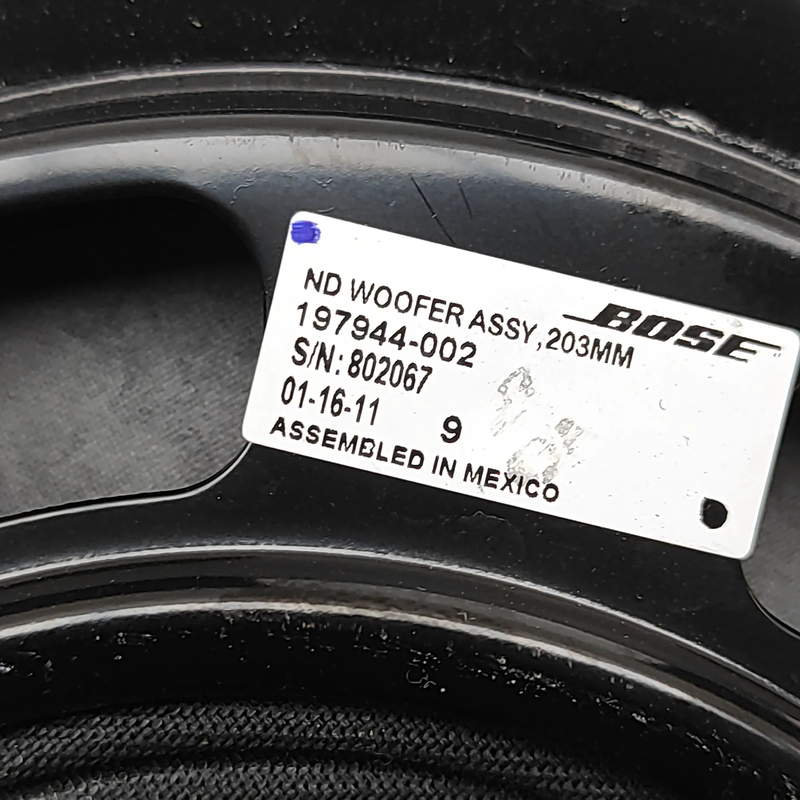 ND WOOFER ASSY, 203MM
BOSE
197944-002
S/N: 802067
01-16-11 9
ASSEMBLED IN MEXICO